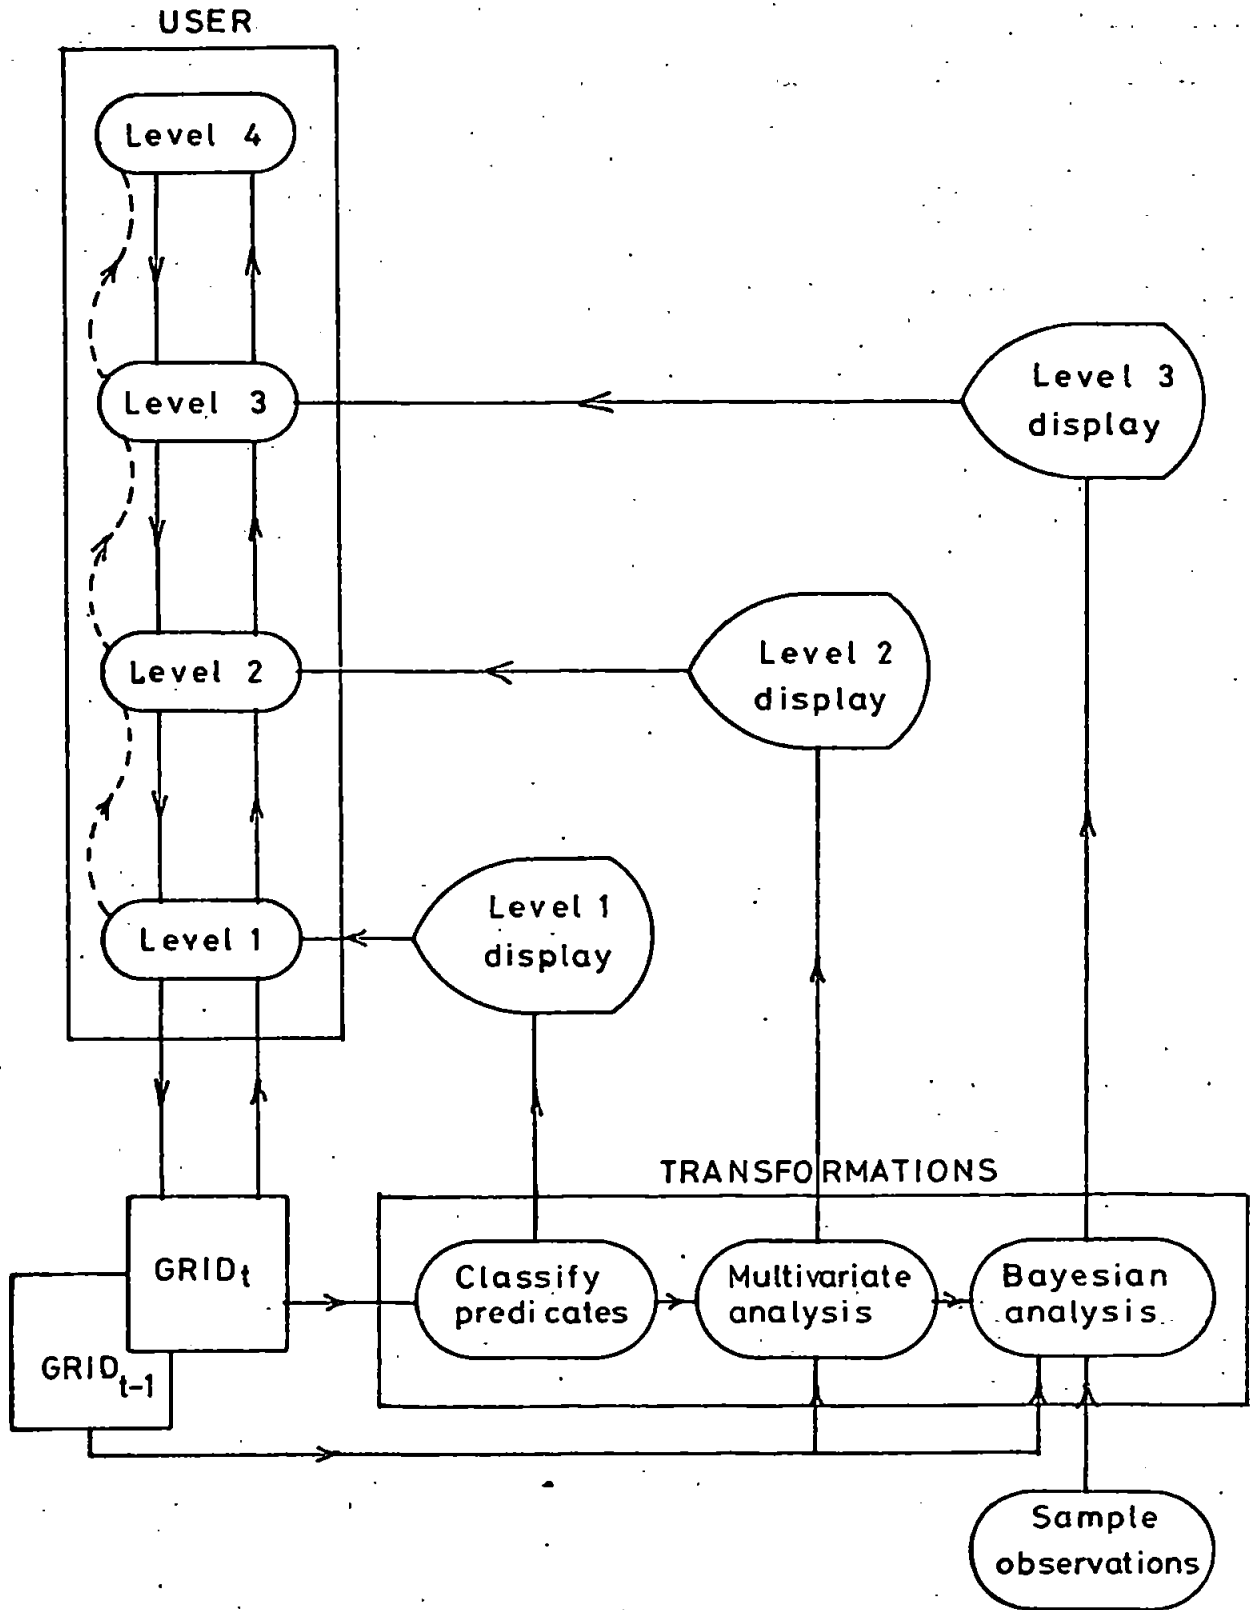 USER
Level 4
Level 3
Level 3
display
Level 2
Level 2
display
Level 1
Level 1
display
TRANSFORMATIONS
GRIDt
Classify
predicates
Multivariate
analysis
Bayesian
analysis
GRIDt-1
Sample
observations